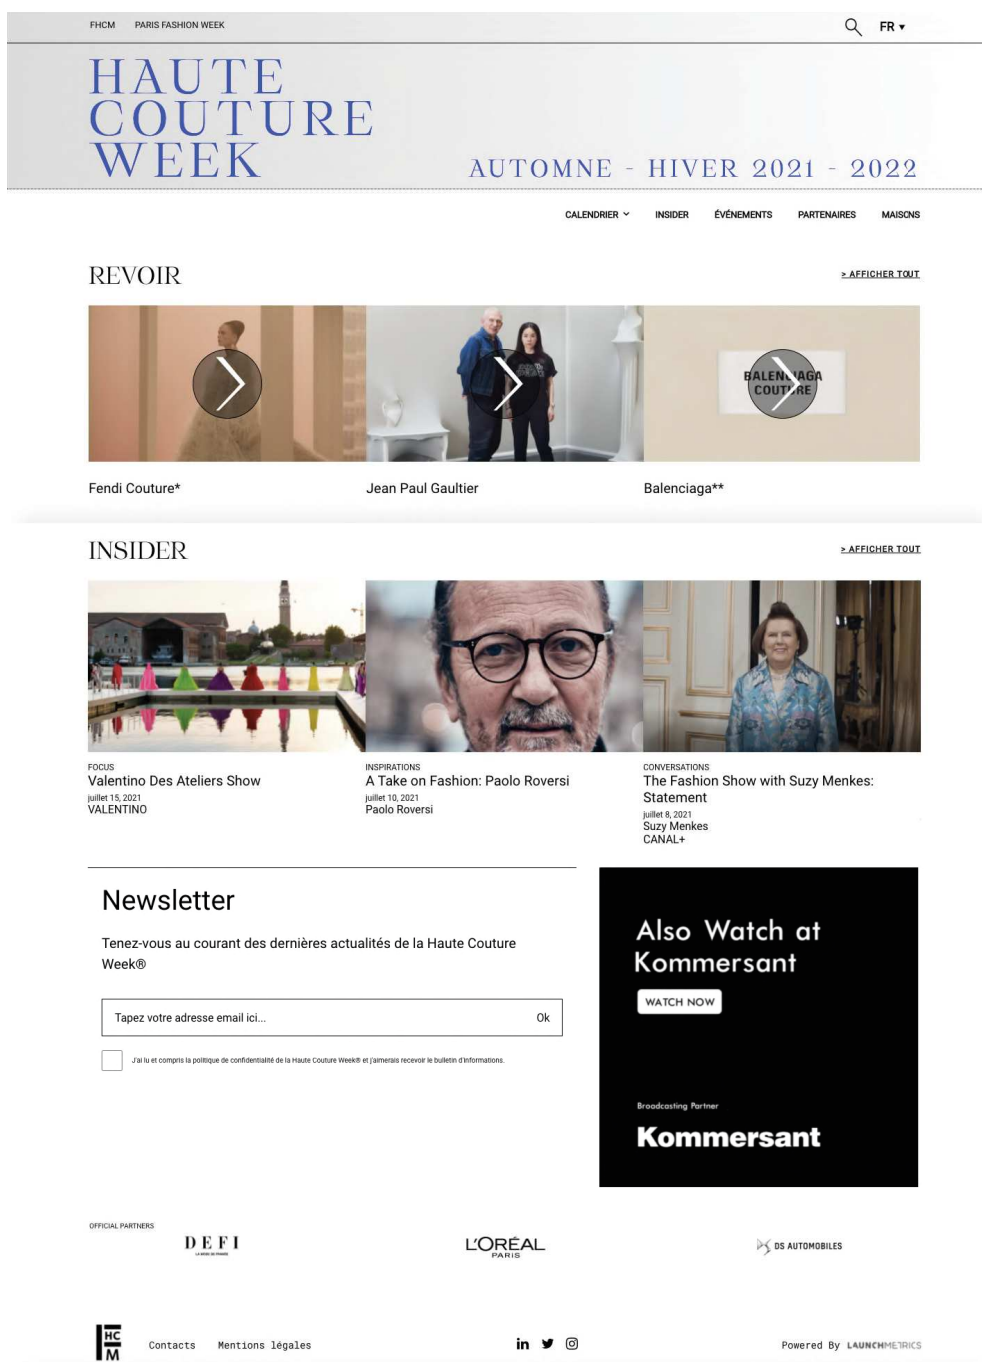 FHCM PARIS FASHION WEEK FR
HAUTE
COUTURE
WEEK
AUTOMNE - HIVER 2021 - 2022
CALENDRIER INSIDER ÉVÉNEMENTS PARTENAIRES MAISONS
REVOIR
> AFFICHER TOUT
BALENCIAGA
COUTURE
Fendi Couture* Jean Paul Gaultier Balenciaga**
INSIDER
> AFFICHER TOUT
FOCUS
Valentino Des Ateliers Show
juillet 15, 2021
VALENTINO
INSPIRATIONS
A Take on Fashion: Paolo Roversi
juillet 10, 2021
Paolo Roversi
CONVERSATIONS
The Fashion Show with Suzy Menkes:
Statement
juillet 8, 2021
Suzy Menkes
CANAL+
Newsletter
Tenez-vous au courant des dernières actualités de la Haute Couture
Week®
Tapez votre adresse email ici... Ok
J'ai lu et compris la politique de confidentialité de la Haute Couture Week® et j'aimerais recevoir le bulletin d'informations.
Also Watch at
Kommersant
WATCH NOW
Broadcasting Partner
Kommersant
OFFICIAL PARTNERS
DEFI
LA MODE DE FRANCE
L'ORÉAL
PARIS
DS AUTOMOBILES
HC
M
Contacts Mentions légales
in
Powered By LAUNCHMETRICS